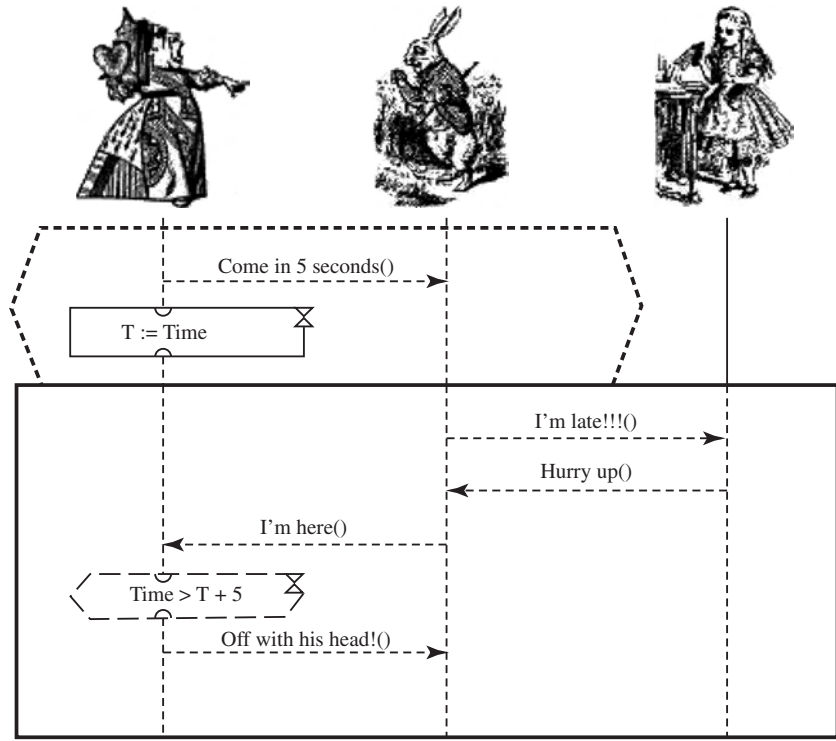 Come in 5 seconds()
T := Time
I'm late!!!()
Hurry up()
I'm here()
Time > T + 5
Off with his head!()